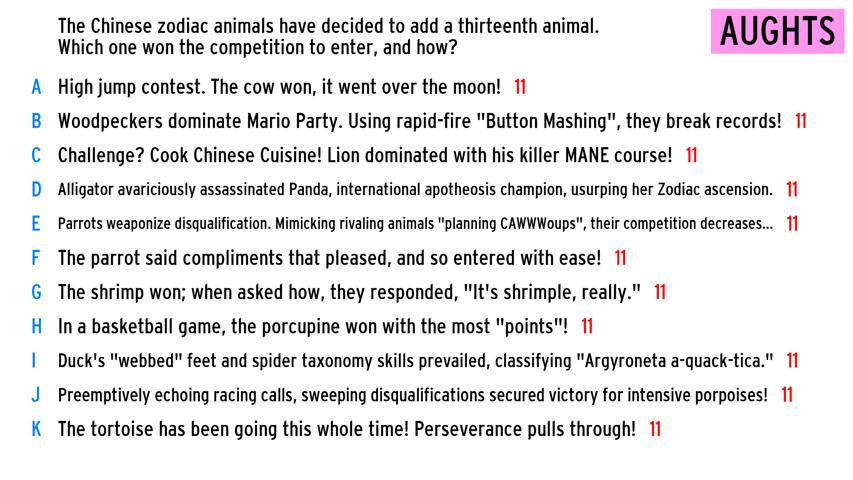 The Chinese zodiac animals have decided to add a thirteenth animal.
Which one won the competition to enter, and how?
AUGHTS
A High jump contest. The cow won, it went over the moon! 11
B Woodpeckers dominate Mario Party. Using rapid-fire "Button Mashing", they break records! 11
C Challenge? Cook Chinese Cuisine! Lion dominated with his killer MANE course! 11
D Alligator avariciously assassinated Panda, international apotheosis champion, usurping her Zodiac ascension. 11
E Parrots weaponize disqualification. Mimicking rivaling animals "planning CAWWWoups", their competition decreases... 11
F The parrot said compliments that pleased, and so entered with ease! 11
G The shrimp won; when asked how, they responded, "It's shrimple, really." 11
H In a basketball game, the porcupine won with the most "points"! 11
I Duck's "webbed" feet and spider taxonomy skills prevailed, classifying "Argyroneta a-quack-tica." 11
J Preemptively echoing racing calls, sweeping disqualifications secured victory for intensive porpoises! 11
K The tortoise has been going this whole time! Perseverance pulls through! 11